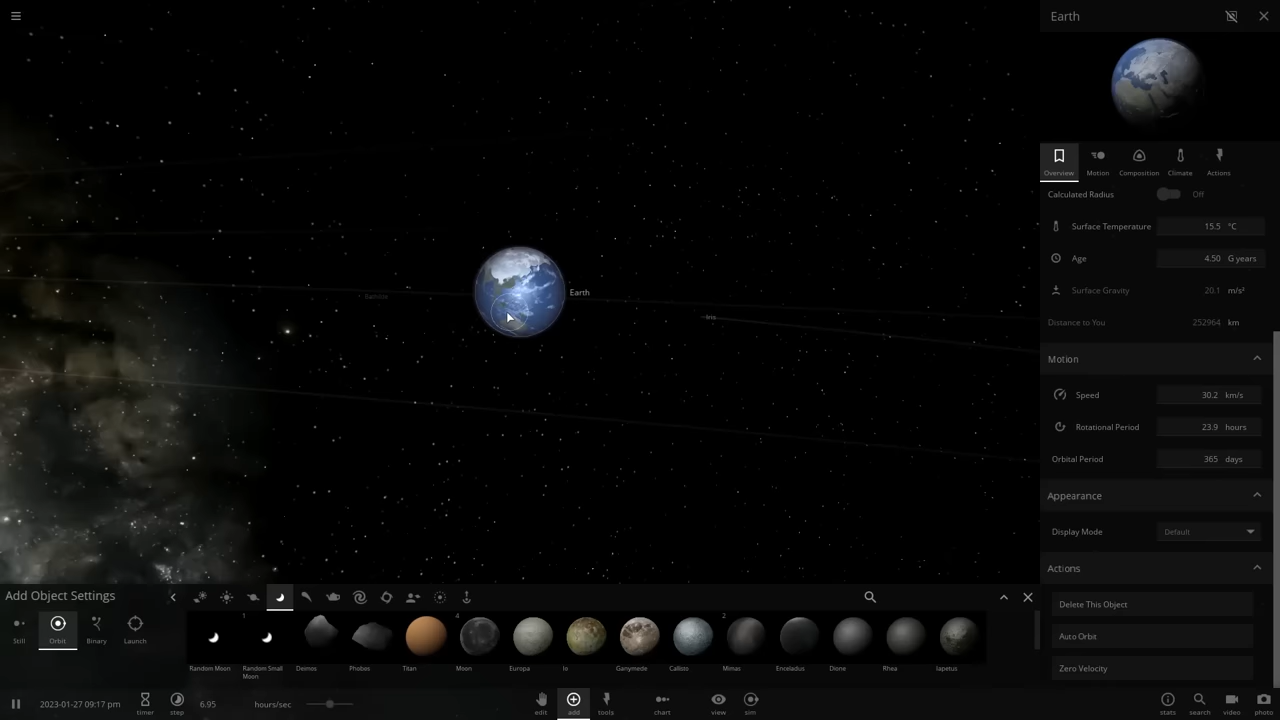 Earth
Overview
Motion
Composition
Climate
Actions
Calculated Radius
Off
Surface Temperature
15.5 °C
Age
4.50 G years
Surface Gravity
20.1 m/s²
Distance to You
252964 km
Motion
Speed
30.2 km/s
Rotational Period
23.9 hours
Orbital Period
365 days
Appearance
Display Mode
Default
Actions
Delete This Object
Auto Orbit
Zero Velocity
Earth
Iris
Add Object Settings
Still
Orbit
Binary
Launch
1
4
2
Random Moon
Random Small Moon
Deimos
Phobos
Titan
Moon
Europa
Io
Ganymede
Callisto
Mimas
Enceladus
Dione
Rhea
Iapetus
2023-01-27 09:17 pm
timer
step
6.95 hours/sec
edit
add
tools
chart
view
sim
stats
search
video
photo